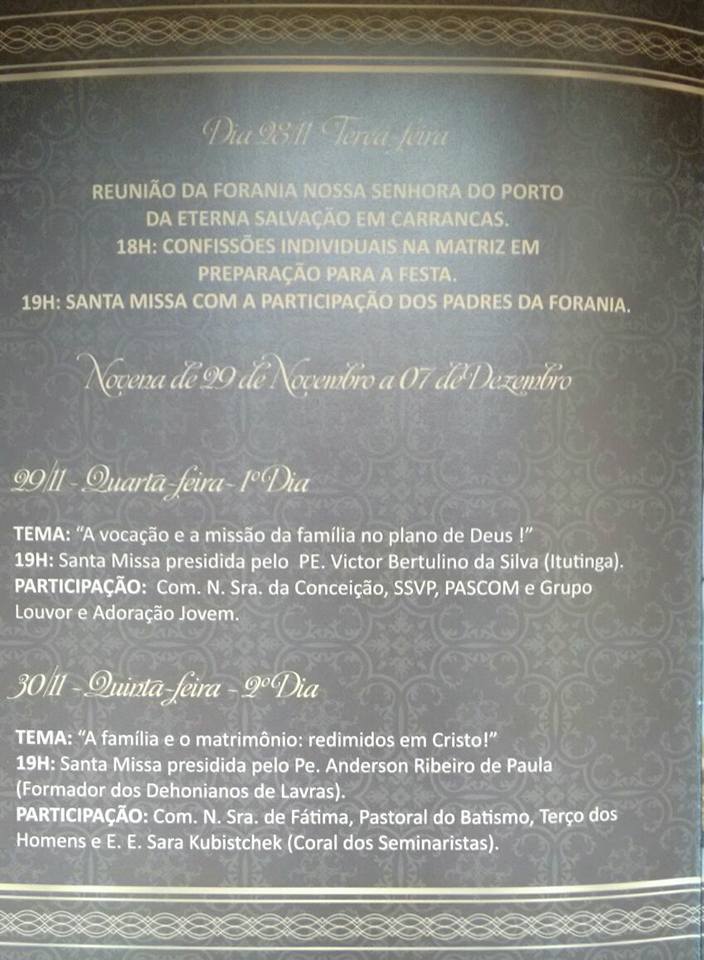 Dia 28/11 Terça-feira
REUNIÃO DA FORANIA NOSSA SENHORA DO PORTO
DA ETERNA SALVAÇÃO EM CARRANCAS.
18H: CONFISSÕES INDIVIDUAIS NA MATRIZ EM
PREPARAÇÃO PARA A FESTA.
19H: SANTA MISSA COM A PARTICIPAÇÃO DOS PADRES DA FORANIA.
Novena de 29 de Novembro a 07 de Dezembro
29/11 - Quarta-feira - 1º Dia
TEMA: “A vocação e a missão da família no plano de Deus !”
19H: Santa Missa presidida pelo PE. Victor Bertulino da Silva (Itutinga).
PARTICIPAÇÃO: Com. N. Sra. da Conceição, SSVP, PASCOM e Grupo
Louvor e Adoração Jovem.
30/11 - Quinta-feira - 2º Dia
TEMA: “A família e o matrimônio: redimidos em Cristo!”
19H: Santa Missa presidida pelo Pe. Anderson Ribeiro de Paula
(Formador dos Dehonianos de Lavras).
PARTICIPAÇÃO: Com. N. Sra. de Fátima, Pastoral do Batismo, Terço dos
Homens e E. E. Sara Kubistchek (Coral dos Seminaristas).